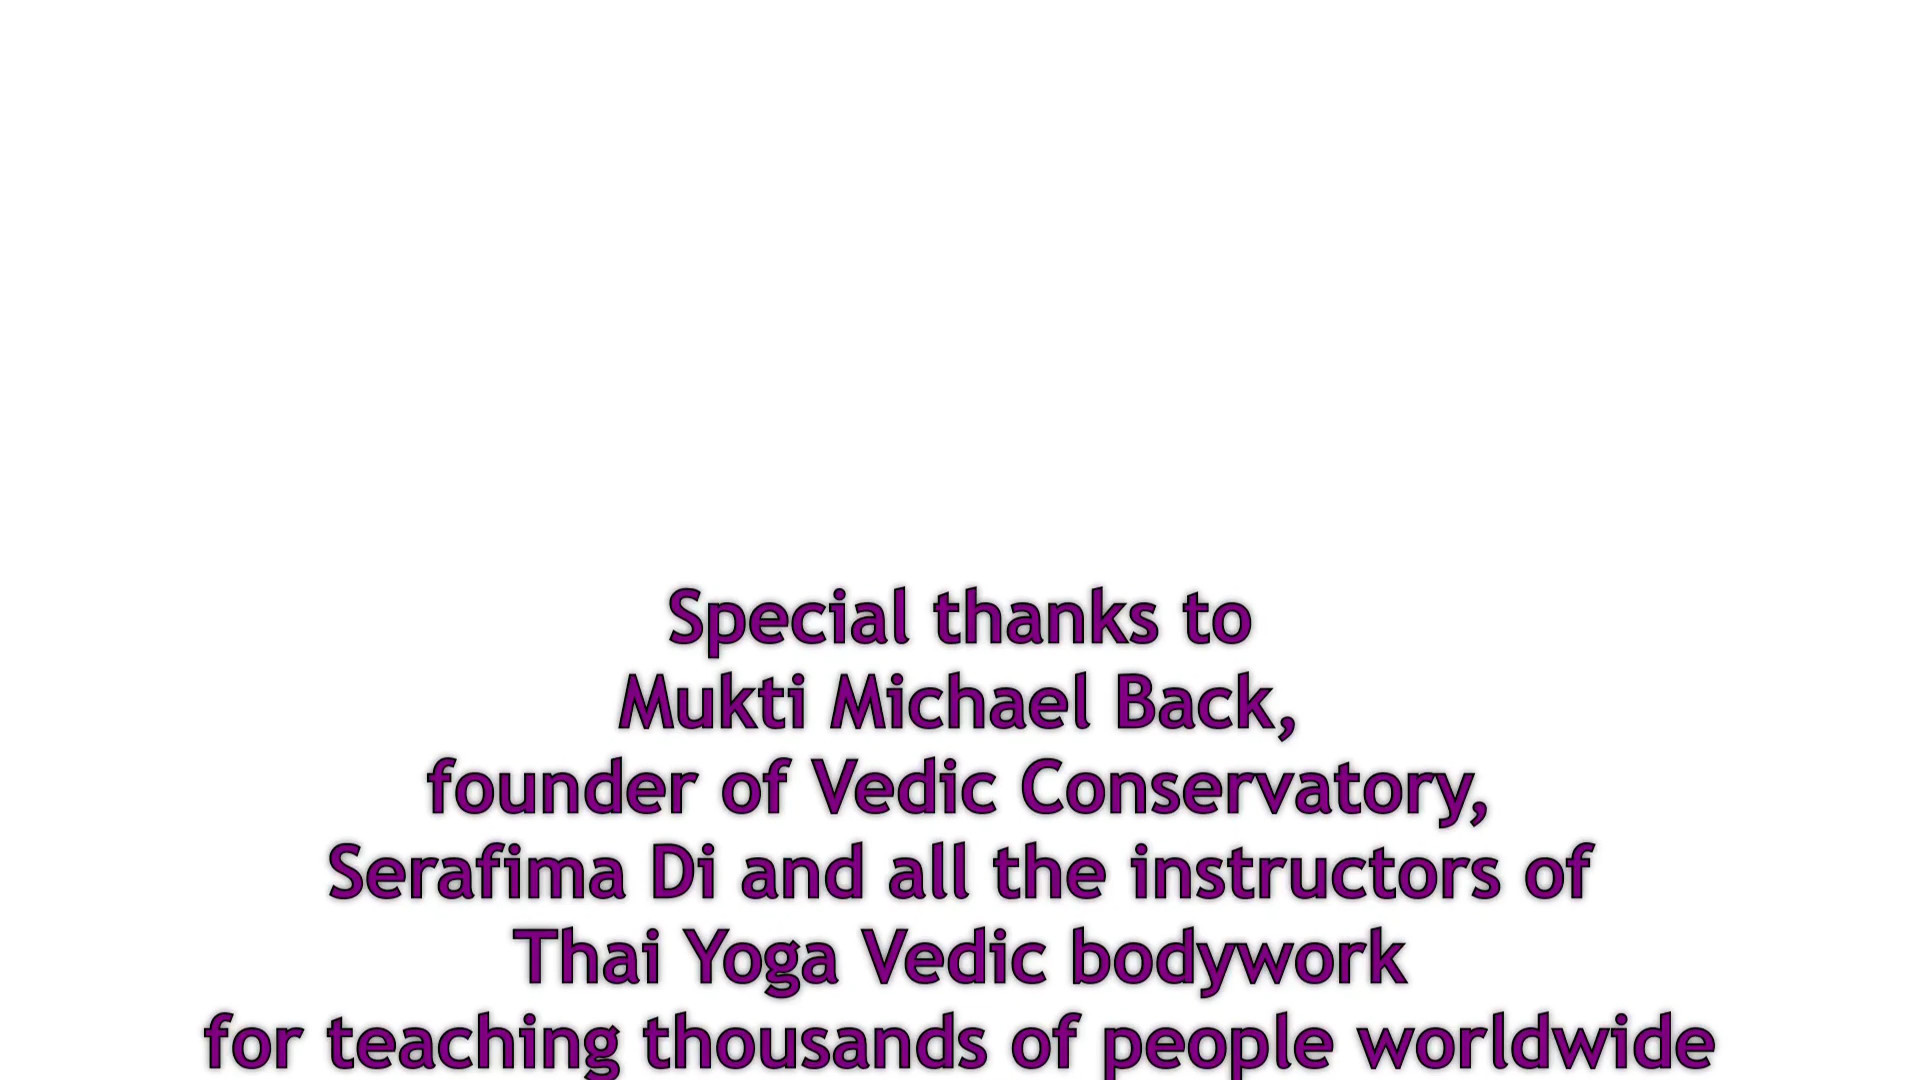 Special thanks to
Mukti Michael Back,
founder of Vedic Conservatory,
Serafima Di and all the instructors of
Thai Yoga Vedic bodywork
for teaching thousands of people worldwide